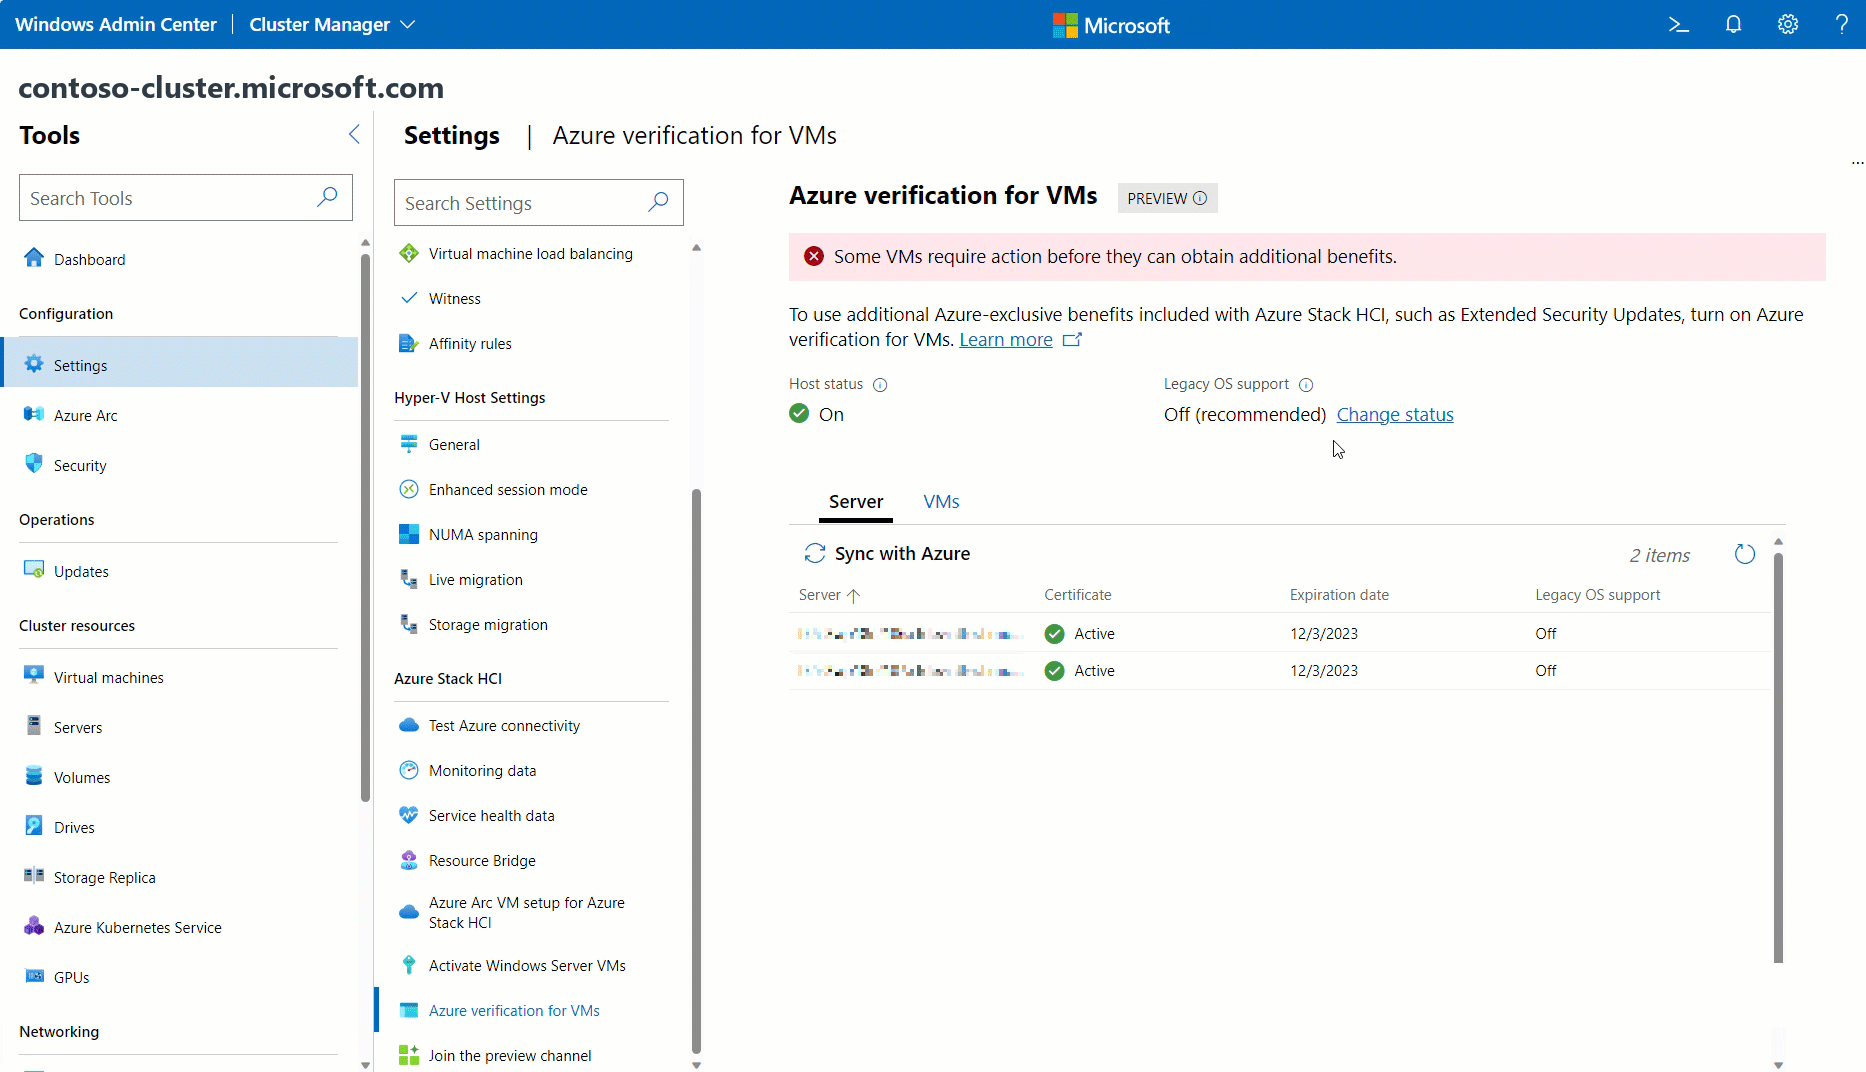 Windows Admin Center | Cluster Manager
Microsoft
contoso-cluster.microsoft.com
Tools
Search Tools
Dashboard
Configuration
Settings
Azure Arc
Security
Operations
Updates
Cluster resources
Virtual machines
Servers
Volumes
Drives
Storage Replica
Azure Kubernetes Service
GPUs
Networking
Settings | Azure verification for VMs
Search Settings
Virtual machine load balancing
Witness
Affinity rules
Hyper-V Host Settings
General
Enhanced session mode
NUMA spanning
Live migration
Storage migration
Azure Stack HCI
Test Azure connectivity
Monitoring data
Service health data
Resource Bridge
Azure Arc VM setup for Azure
Stack HCI
Activate Windows Server VMs
Azure verification for VMs
Join the preview channel
...
Azure verification for VMs PREVIEW
Some VMs require action before they can obtain additional benefits.
To use additional Azure-exclusive benefits included with Azure Stack HCI, such as Extended Security Updates, turn on Azure
verification for VMs. Learn more
Host status
On
Legacy OS support
Off (recommended) Change status
Server VMs
Sync with Azure
2 items
Server Certificate Expiration date Legacy OS support
Active 12/3/2023 Off
Active 12/3/2023 Off